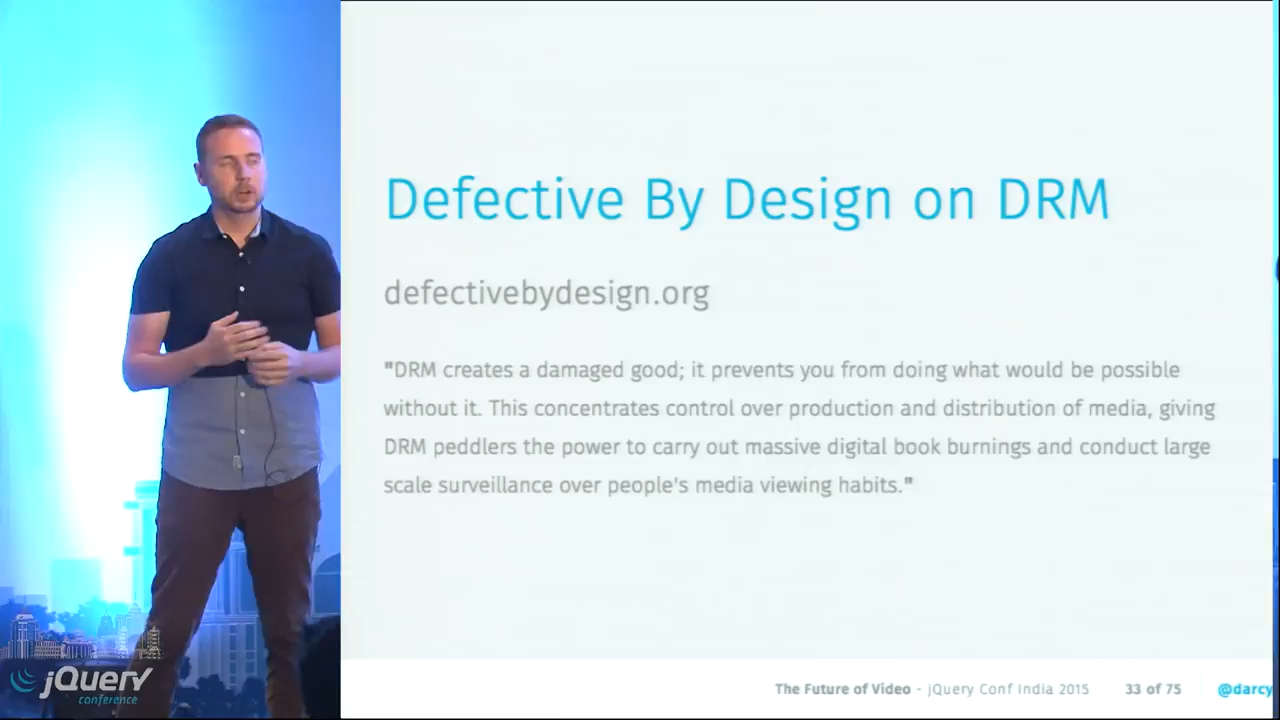 Defective By Design on DRM
defectivebydesign.org
"DRM creates a damaged good; it prevents you from doing what would be possible
without it. This concentrates control over production and distribution of media, giving
DRM peddlers the power to carry out massive digital book burnings and conduct large
scale surveillance over people's media viewing habits."
The Future of Video - jQuery Conf India 2015 33 of 75 @darcy
jQuery
conference